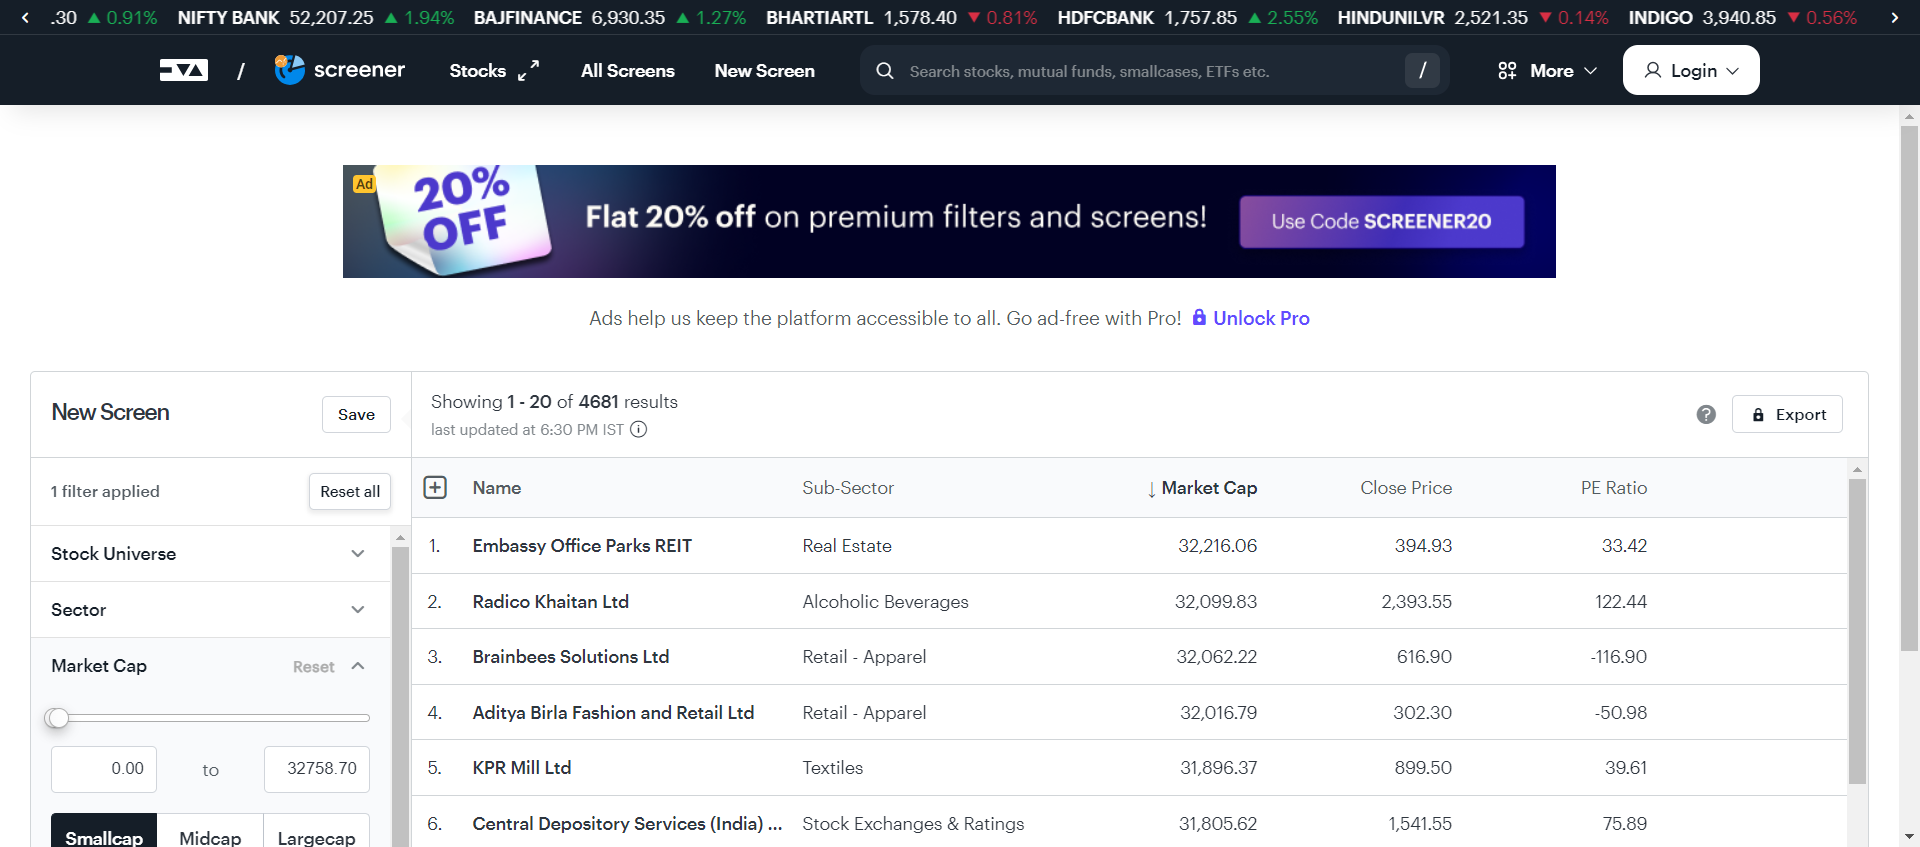 .30 ▲ 0.91% NIFTY BANK 52,207.25 ▲ 1.94% BAJFINANCE 6,930.35 ▲ 1.27% BHARTIARTL 1,578.40 ▼ 0.81% HDFCBANK 1,757.85 ▲ 2.55% HINDUNILVR 2,521.35 ▼ 0.14% INDIGO 3,940.85 ▼ 0.56%
/ screener Stocks All Screens New Screen Search stocks, mutual funds, smallcases, ETFs etc. / More Login
Ad
20%
OFF
Flat 20% off on premium filters and screens!
Use Code SCREENER20
Ads help us keep the platform accessible to all. Go ad-free with Pro! Unlock Pro
New Screen
Save
Showing 1 - 20 of 4681 results
last updated at 6:30 PM IST
Export
1 filter applied
Reset all
Stock Universe
Sector
Market Cap Reset
0.00 to 32758.70
Smallcap Midcap Largecap
Name Sub-Sector ↓ Market Cap Close Price PE Ratio
1. Embassy Office Parks REIT Real Estate 32,216.06 394.93 33.42
2. Radico Khaitan Ltd Alcoholic Beverages 32,099.83 2,393.55 122.44
3. Brainbees Solutions Ltd Retail - Apparel 32,062.22 616.90 -116.90
4. Aditya Birla Fashion and Retail Ltd Retail - Apparel 32,016.79 302.30 -50.98
5. KPR Mill Ltd Textiles 31,896.37 899.50 39.61
6. Central Depository Services (India) ... Stock Exchanges & Ratings 31,805.62 1,541.55 75.89